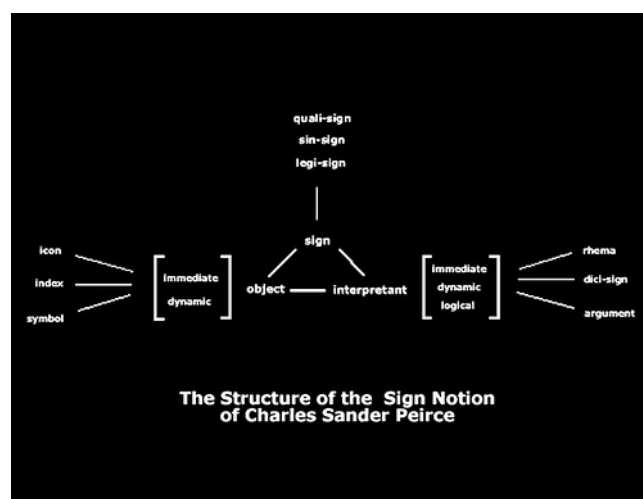 quali-sign
sin-sign
legi-sign
sign
icon
index
symbol
immediate
dynamic
object
interpretant
immediate
dynamic
logical
rhema
dici-sign
argument
The Structure of the Sign Notion
of Charles Sander Peirce